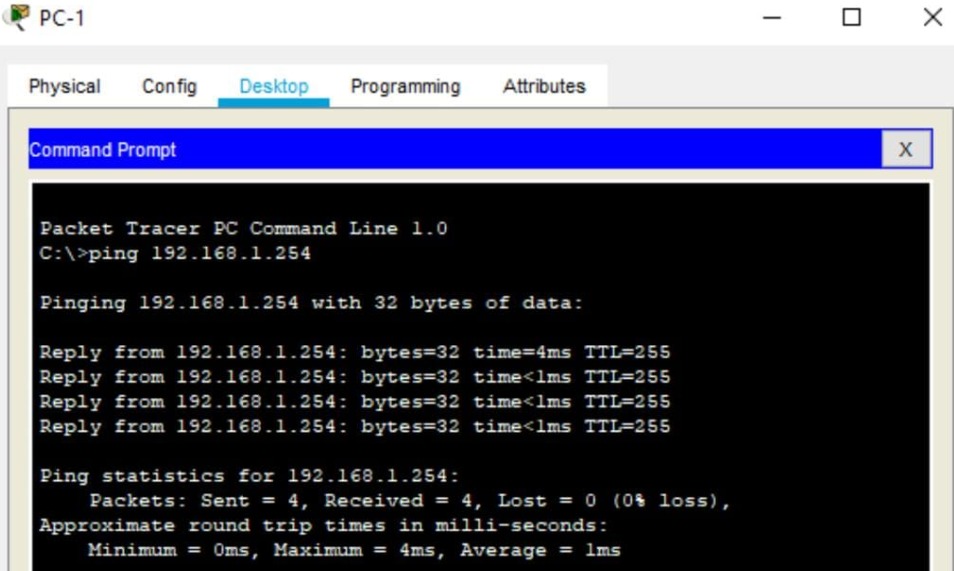 PC-1
Physical Config Desktop Programming Attributes
Command Prompt X
Packet Tracer PC Command Line 1.0
C:\>ping 192.168.1.254
Pinging 192.168.1.254 with 32 bytes of data:
Reply from 192.168.1.254: bytes=32 time=4ms TTL=255
Reply from 192.168.1.254: bytes=32 time<1ms TTL=255
Reply from 192.168.1.254: bytes=32 time<1ms TTL=255
Reply from 192.168.1.254: bytes=32 time<1ms TTL=255
Ping statistics for 192.168.1.254:
Packets: Sent = 4, Received = 4, Lost = 0 (0% loss),
Approximate round trip times in milli-seconds:
Minimum = 0ms, Maximum = 4ms, Average = 1ms